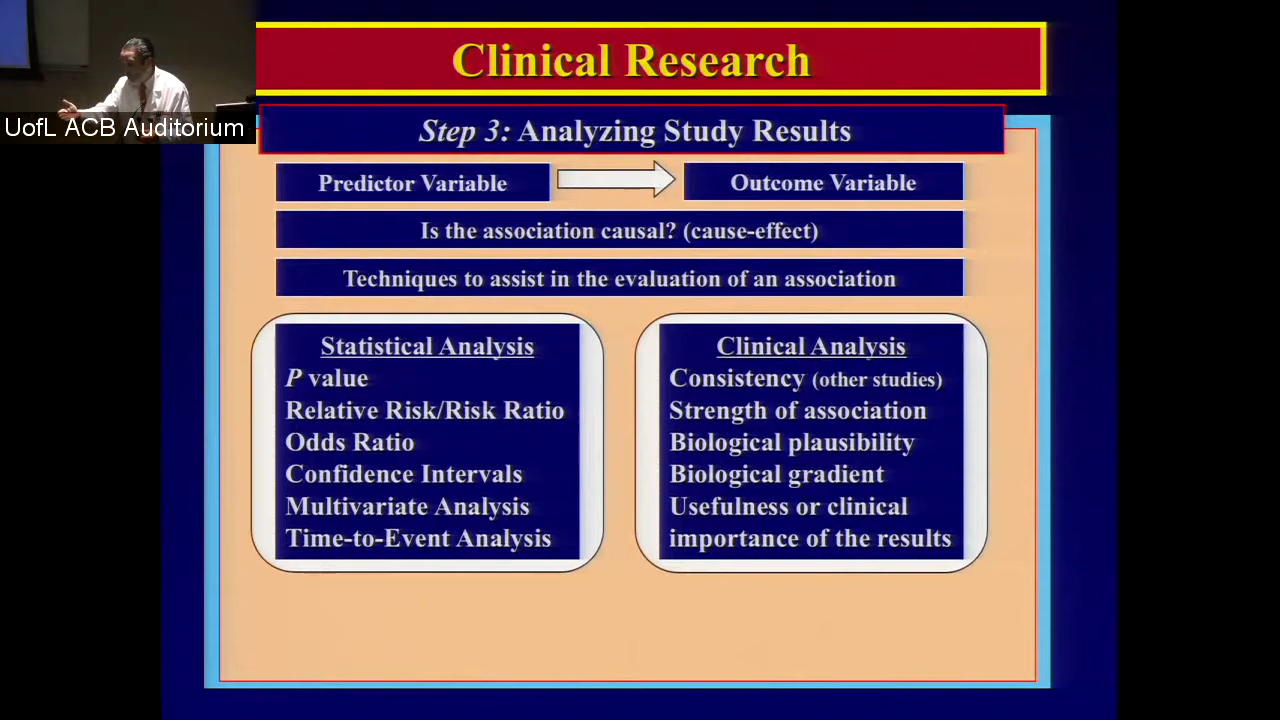 Clinical Research
UofL ACB Auditorium
Step 3: Analyzing Study Results
Predictor Variable
Outcome Variable
Is the association causal? (cause-effect)
Techniques to assist in the evaluation of an association
Statistical Analysis
P value
Relative Risk/Risk Ratio
Odds Ratio
Confidence Intervals
Multivariate Analysis
Time-to-Event Analysis
Clinical Analysis
Consistency (other studies)
Strength of association
Biological plausibility
Biological gradient
Usefulness or clinical
importance of the results